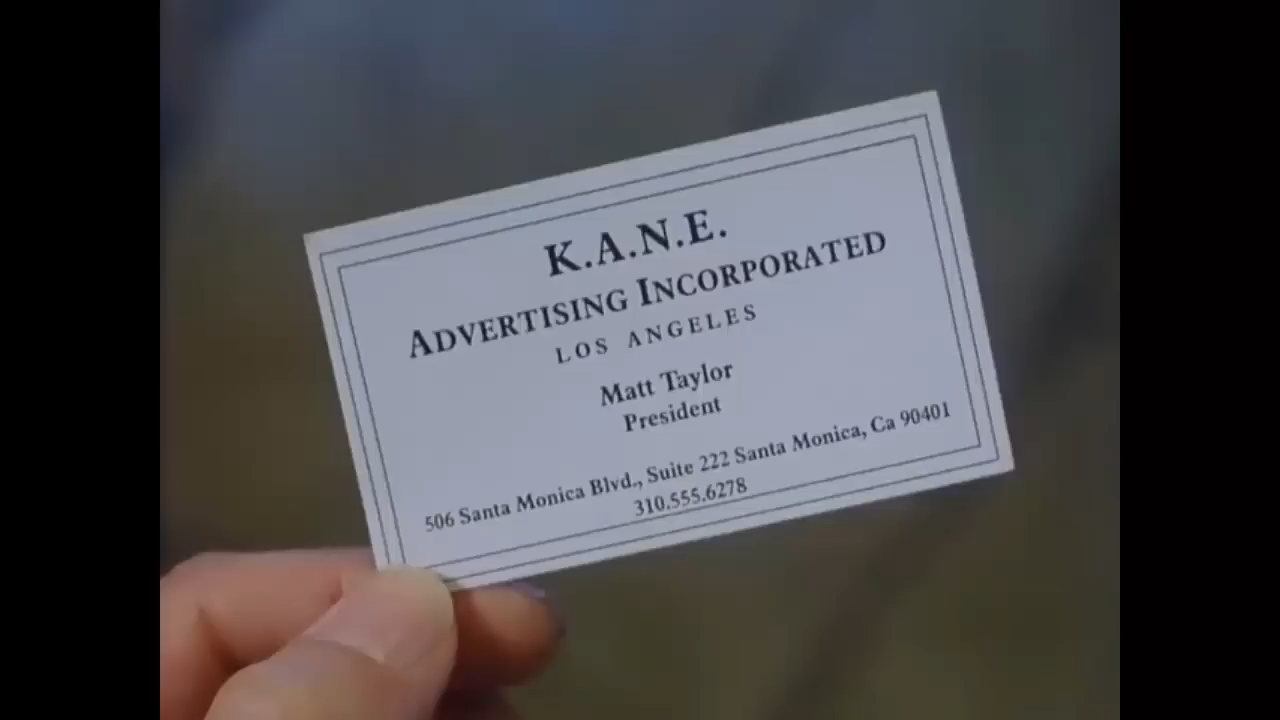 K.A.N.E.
ADVERTISING INCORPORATED
LOS ANGELES
Matt Taylor
President
506 Santa Monica Blvd., Suite 222 Santa Monica, Ca 90401
310.555.6278